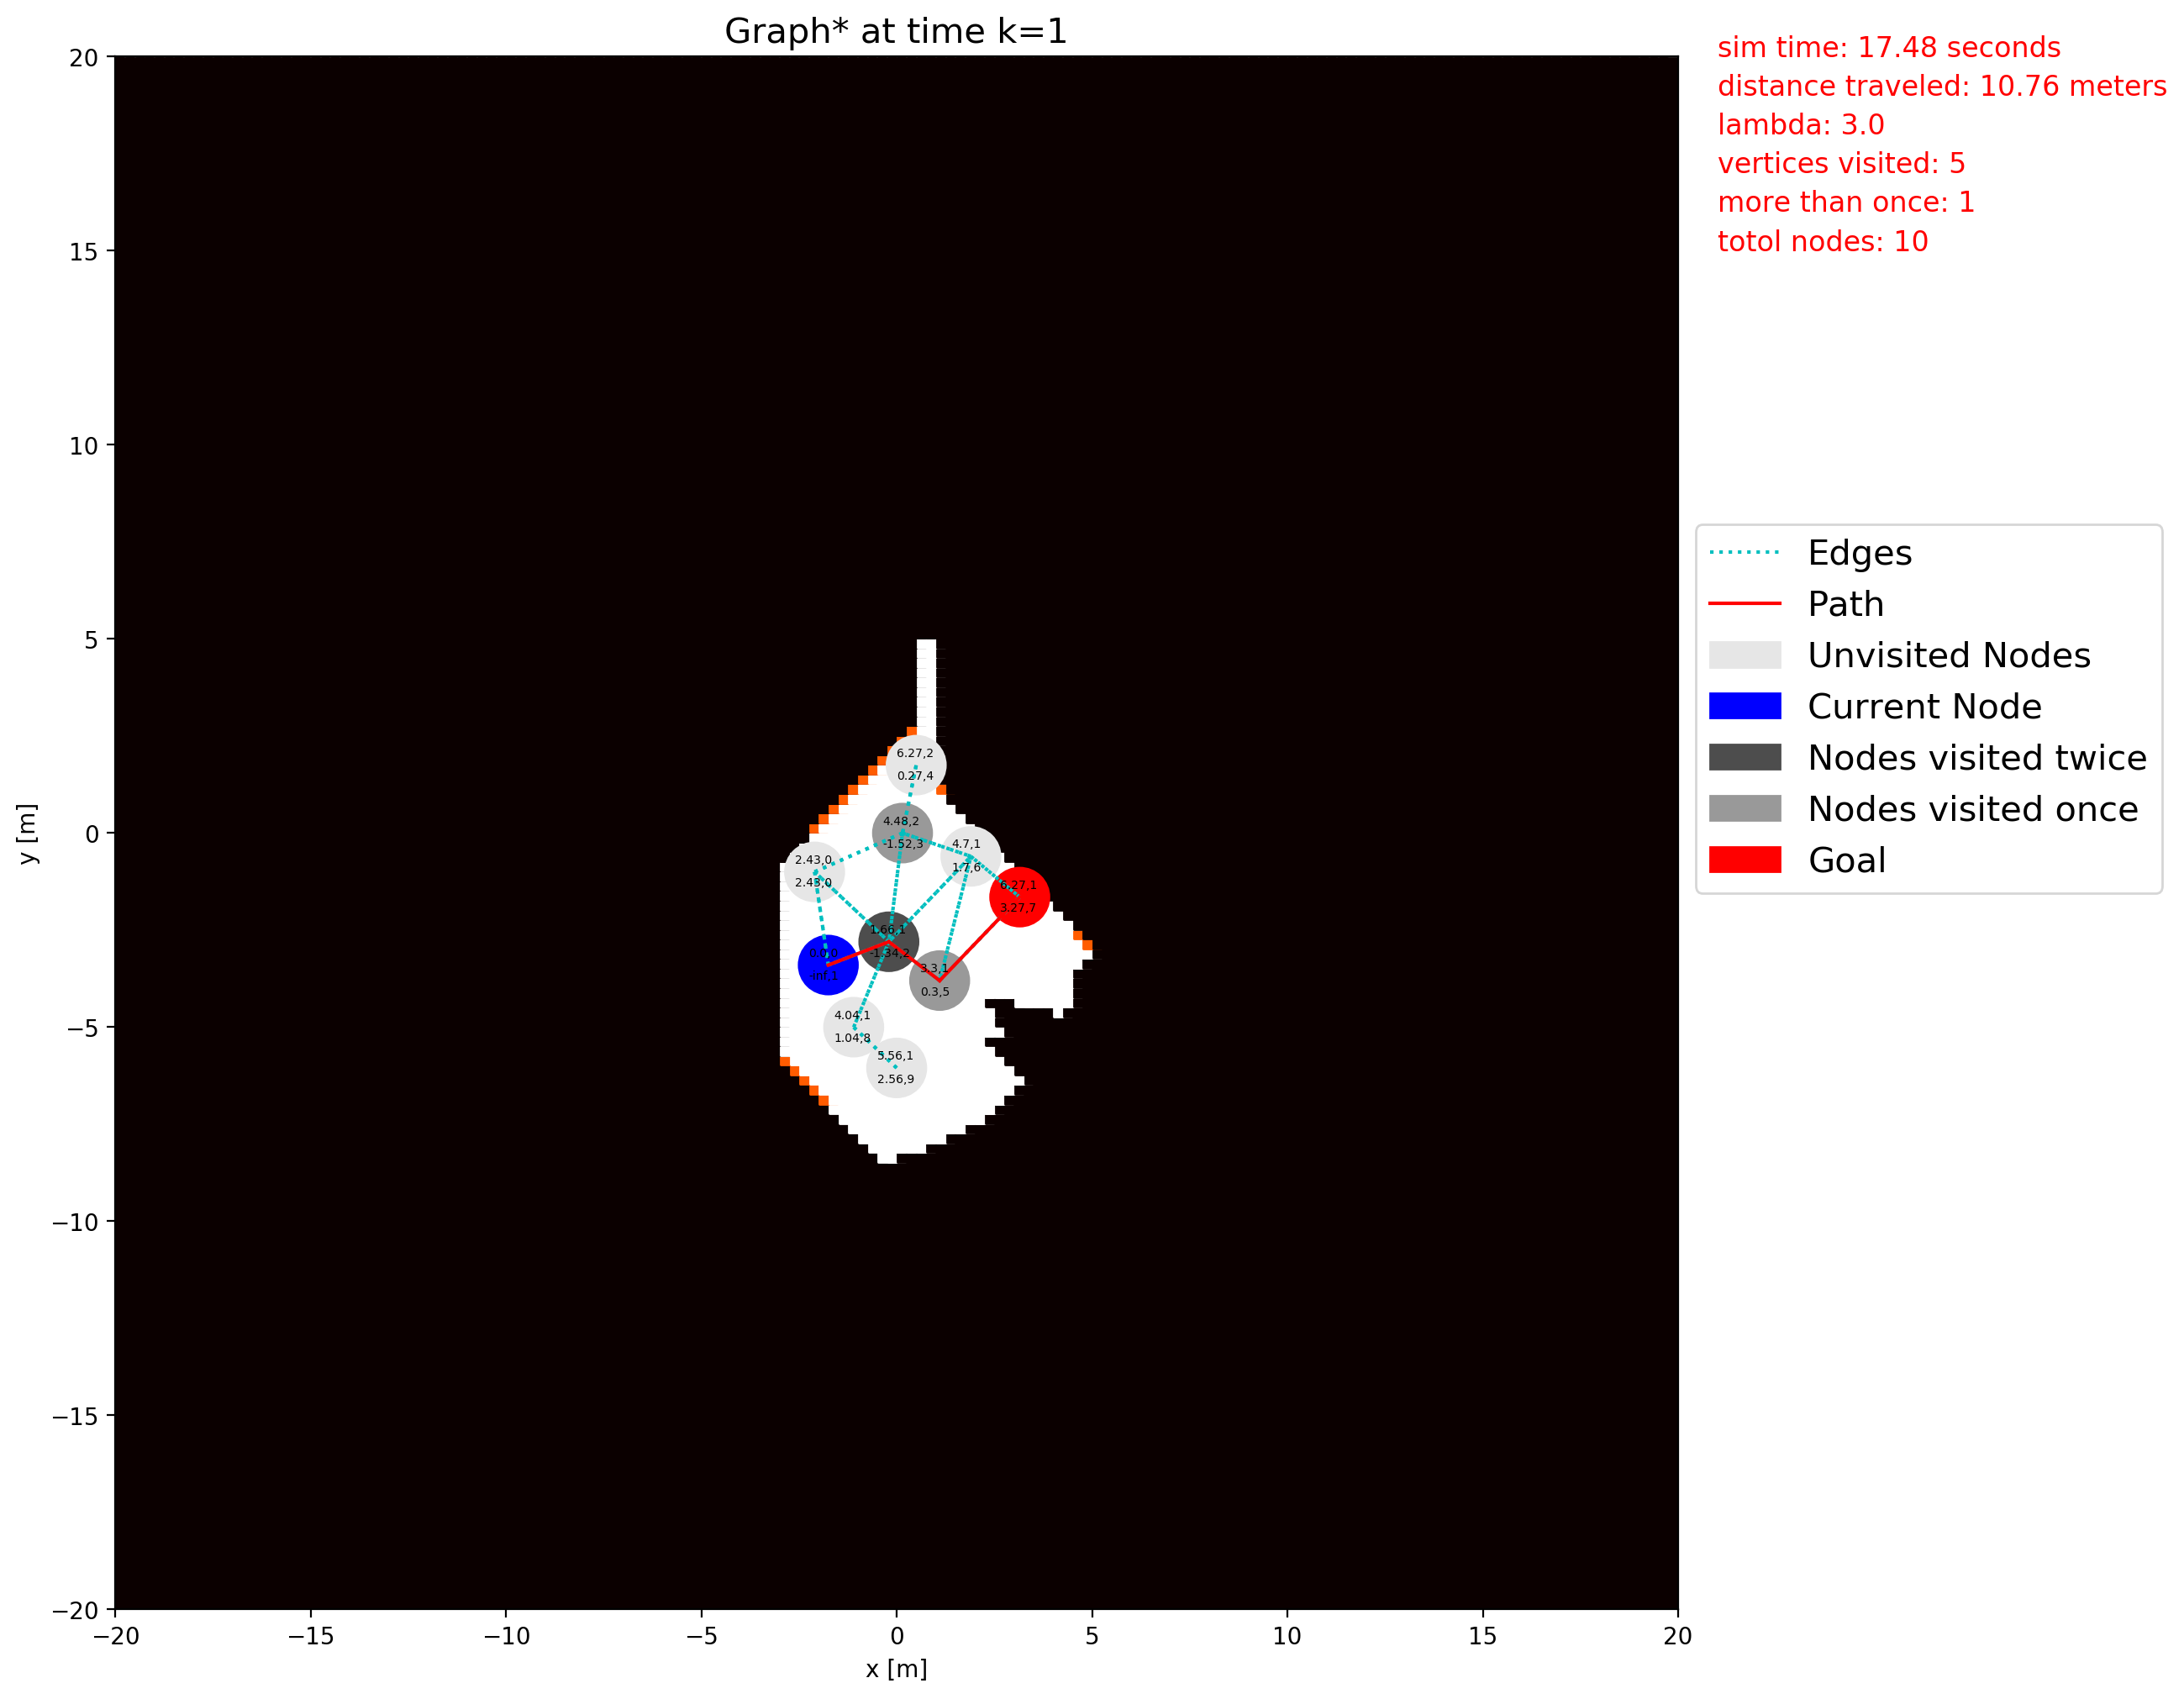 Graph* at time k=1
sim time: 17.48 seconds
distance traveled: 10.76 meters
lambda: 3.0
vertices visited: 5
more than once: 1
totol nodes: 10
20
15
10
5
0
−5
−10
−15
−20
y [m]
6.27,2
0.27,4
4.48,2
-1.52,3
4.7,1
1.7,6
2.43,0
2.43,0
6.27,1
3.27,7
1.66,1
-1.34,2
0.0,0
-inf,1
3.3,1
0.3,5
4.04,1
1.04,8
5.56,1
2.56,9
Edges
Path
Unvisited Nodes
Current Node
Nodes visited twice
Nodes visited once
Goal
−20
−15
−10
−5
0
5
10
15
20
x [m]